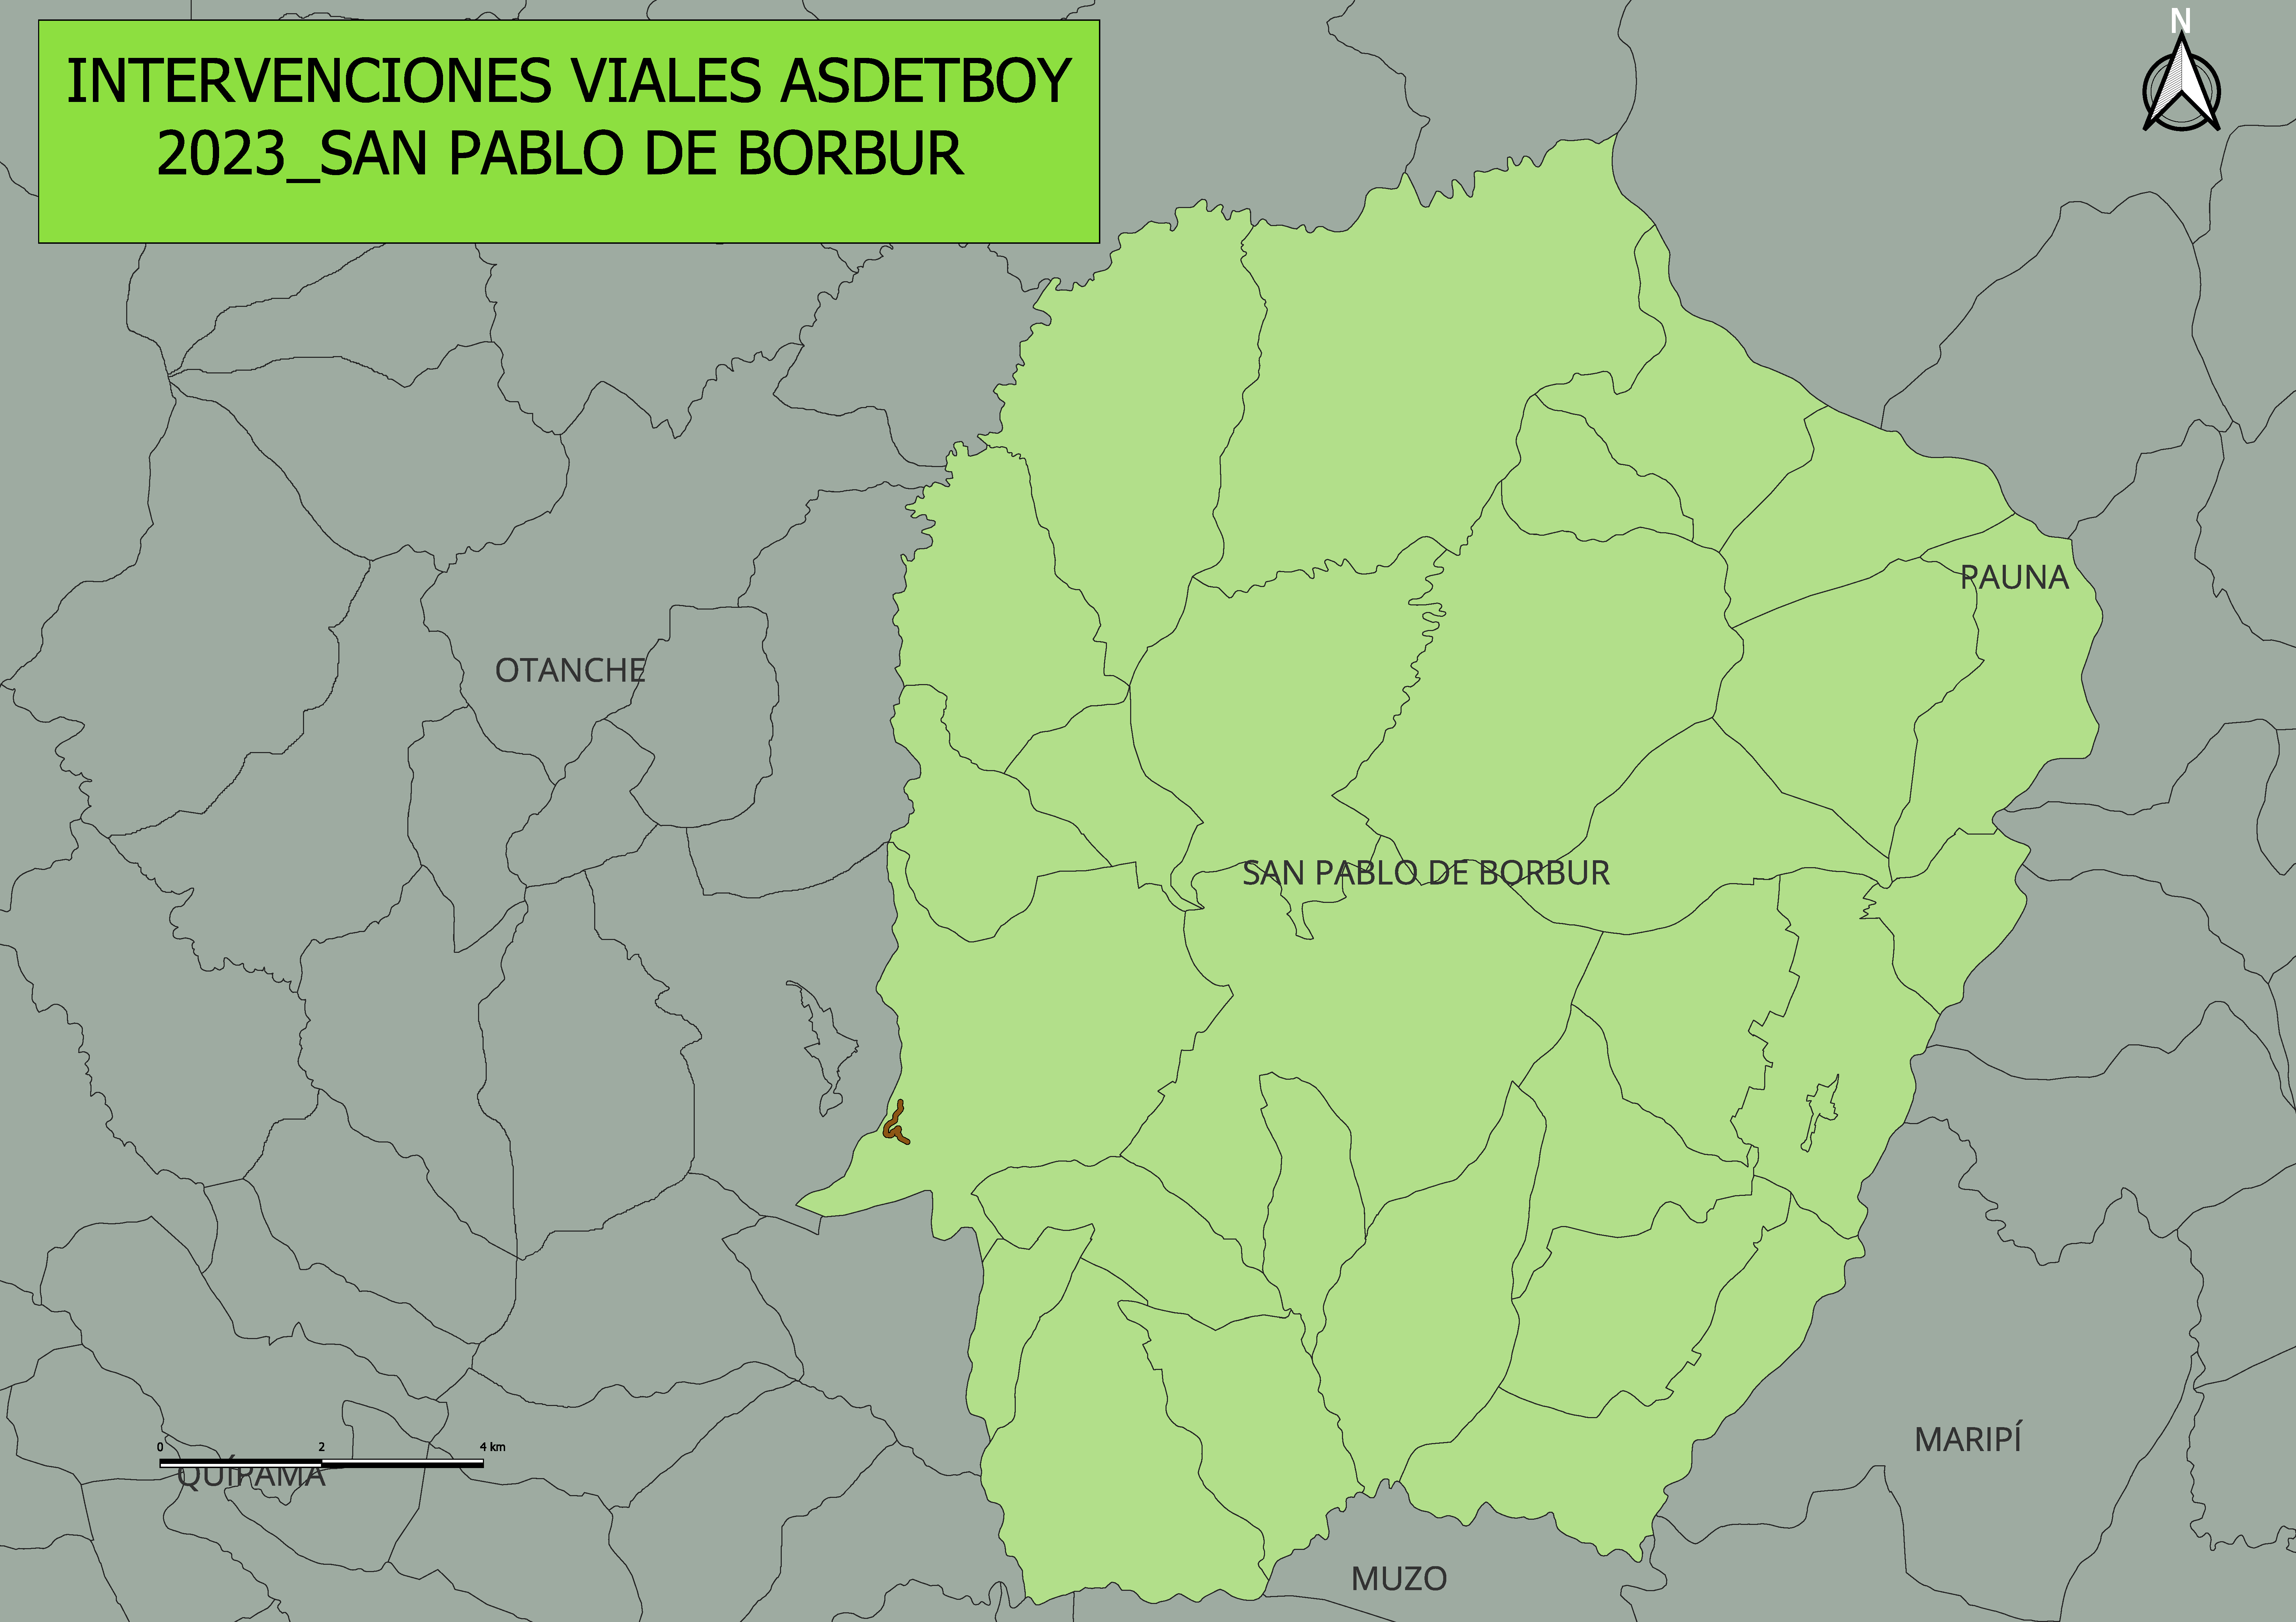 INTERVENCIONES VIALES ASDETBOY
2023_SAN PABLO DE BORBUR
N
PAUNA
OTANCHE
SAN PABLO DE BORBUR
MARIPÍ
0 2 4 km
QUÍPAMA
MUZO